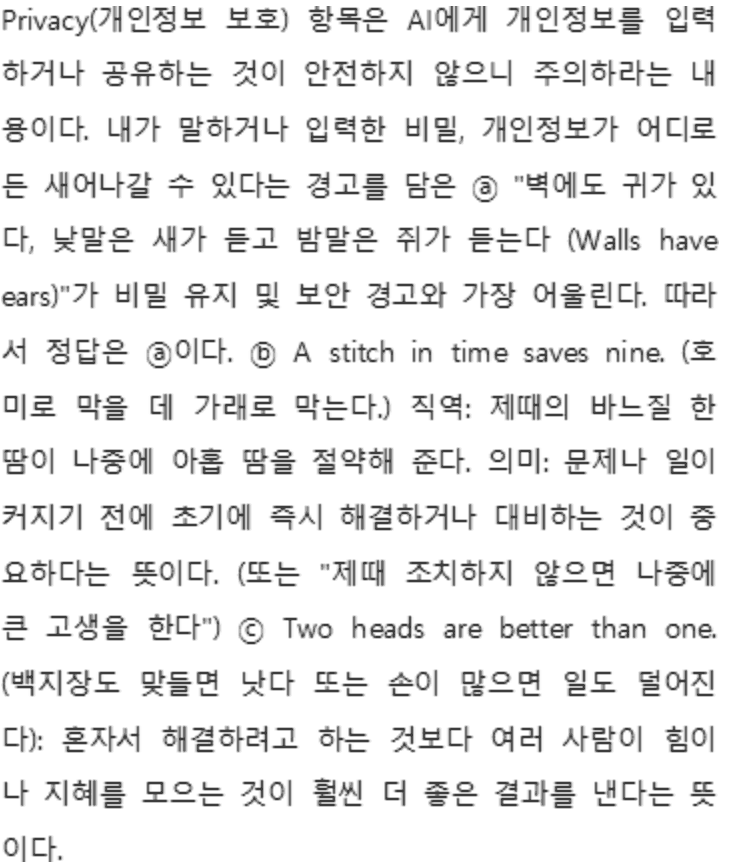 Privacy(개인정보 보호) 항목은 AI에게 개인정보를 입력
하거나 공유하는 것이 안전하지 않으니 주의하라는 내
용이다. 내가 말하거나 입력한 비밀, 개인정보가 어디로
든 새어나갈 수 있다는 경고를 담은 ⓐ "벽에도 귀가 있
다, 낮말은 새가 듣고 밤말은 쥐가 듣는다 (Walls have
ears)"가 비밀 유지 및 보안 경고와 가장 어울린다. 따라
서 정답은 ⓐ이다. ⓑ A stitch in time saves nine. (호
미로 막을 데 가래로 막는다.) 직역: 제때의 바느질 한
땀이 나중에 아홉 땀을 절약해 준다. 의미: 문제나 일이
커지기 전에 초기에 즉시 해결하거나 대비하는 것이 중
요하다는 뜻이다. (또는 "제때 조치하지 않으면 나중에
큰 고생을 한다") ⓒ Two heads are better than one.
(백지장도 맞들면 낫다 또는 손이 많으면 일도 덜어진
다): 혼자서 해결하려고 하는 것보다 여러 사람이 힘이
나 지혜를 모으는 것이 훨씬 더 좋은 결과를 낸다는 뜻
이다.